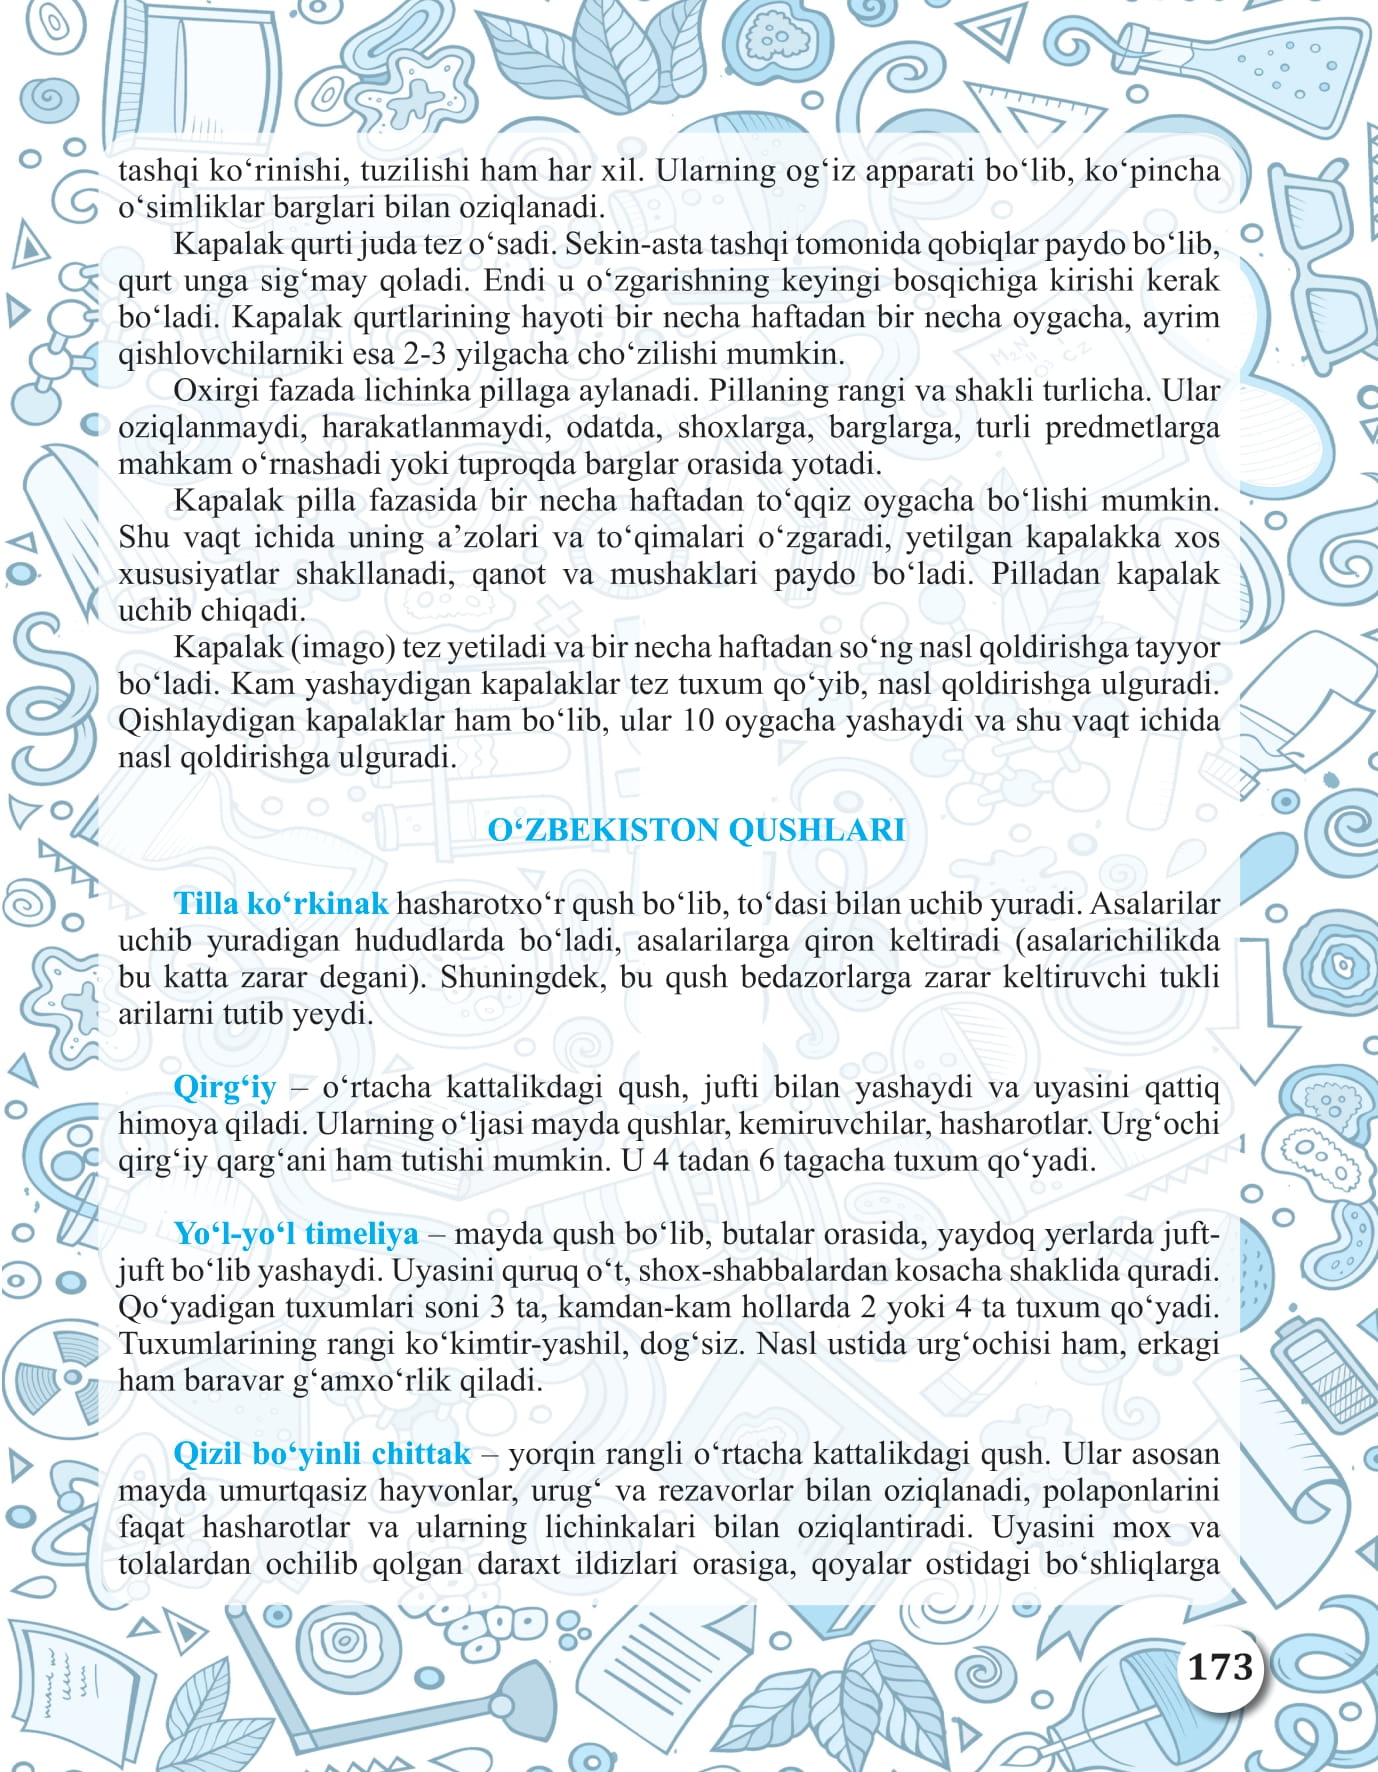 tashqi ko‘rinishi, tuzilishi ham har xil. Ularning og‘iz apparati bo‘lib, ko‘pincha
o‘simliklar barglari bilan oziqlanadi.
Kapalak qurti juda tez o‘sadi. Sekin-asta tashqi tomonida qobiqlar paydo bo‘lib,
qurt unga sig‘may qoladi. Endi u o‘zgarishning keyingi bosqichiga kirishi kerak
bo‘ladi. Kapalak qurtlarining hayoti bir necha haftadan bir necha oygacha, ayrim
qishlovchilarniki esa 2-3 yilgacha cho‘zilishi mumkin.
Oxirgi fazada lichinka pillaga aylanadi. Pillaning rangi va shakli turlicha. Ular
oziqlanmaydi, harakatlanmaydi, odatda, shoxlarga, barglarga, turli predmetlarga
mahkam o‘rnashadi yoki tuproqda barglar orasida yotadi.
Kapalak pilla fazasida bir necha haftadan to‘qqiz oygacha bo‘lishi mumkin.
Shu vaqt ichida uning a’zolari va to‘qimalari o‘zgaradi, yetilgan kapalakka xos
xususiyatlar shakllanadi, qanot va mushaklari paydo bo‘ladi. Pilladan kapalak
uchib chiqadi.
Kapalak (imago) tez yetiladi va bir necha haftadan so‘ng nasl qoldirishga tayyor
bo‘ladi. Kam yashaydigan kapalaklar tez tuxum qo‘yib, nasl qoldirishga ulguradi.
Qishlaydigan kapalaklar ham bo‘lib, ular 10 oygacha yashaydi va shu vaqt ichida
nasl qoldirishga ulguradi.
O‘ZBEKISTON QUSHLARI
Tilla ko‘rkinak hasharotxo‘r qush bo‘lib, to‘dasi bilan uchib yuradi. Asalarilar
uchib yuradigan hududlarda bo‘ladi, asalarilarga qiron keltiradi (asalarichilikda
bu katta zarar degani). Shuningdek, bu qush bedazorlarga zarar keltiruvchi tukli
arilarni tutib yeydi.
Qirg‘iy – o‘rtacha kattalikdagi qush, jufti bilan yashaydi va uyasini qattiq
himoya qiladi. Ularning o‘ljasi mayda qushlar, kemiruvchilar, hasharotlar. Urg‘ochi
qirg‘iy qarg‘ani ham tutishi mumkin. U 4 tadan 6 tagacha tuxum qo‘yadi.
Yo‘l-yo‘l timeliya – mayda qush bo‘lib, butalar orasida, yaydoq yerlarda juft-
juft bo‘lib yashaydi. Uyasini quruq o‘t, shox-shabbalardan kosacha shaklida quradi.
Qo‘yadigan tuxumlari soni 3 ta, kamdan-kam hollarda 2 yoki 4 ta tuxum qo‘yadi.
Tuxumlarining rangi ko‘kimtir-yashil, dog‘siz. Nasl ustida urg‘ochisi ham, erkagi
ham baravar g‘amxo‘rlik qiladi.
Qizil bo‘yinli chittak – yorqin rangli o‘rtacha kattalikdagi qush. Ular asosan
mayda umurtqasiz hayvonlar, urug‘ va rezavorlar bilan oziqlanadi, polaponlarini
faqat hasharotlar va ularning lichinkalari bilan oziqlantiradi. Uyasini mox va
tolalardan ochilib qolgan daraxt ildizlari orasiga, qoyalar ostidagi bo‘shliqlarga
173